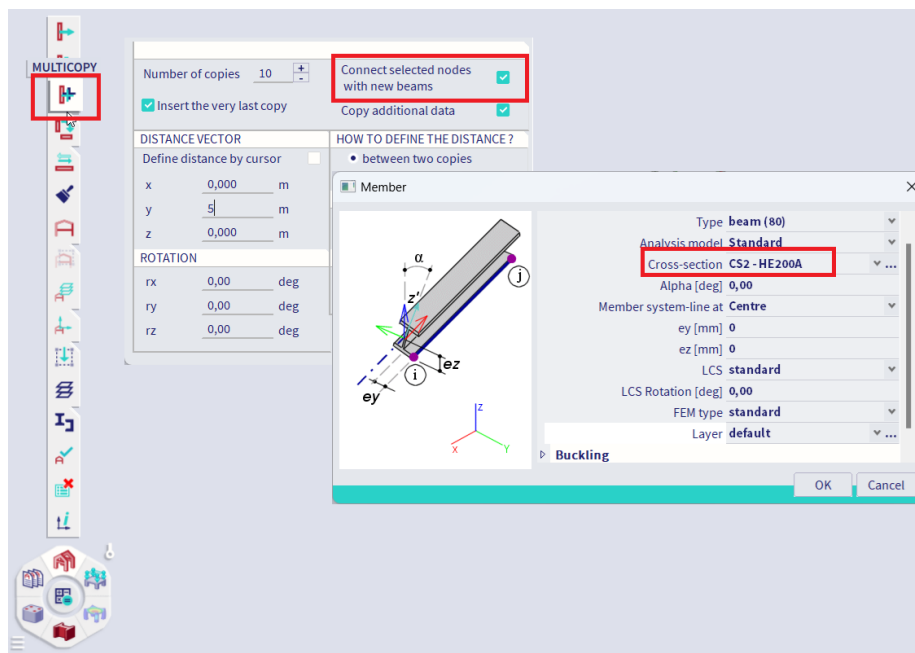 MULTICOPY
Number of copies 10 + -
Connect selected nodes
with new beams
Insert the very last copy
Copy additional data
DISTANCE VECTOR
HOW TO DEFINE THE DISTANCE ?
Define distance by cursor
between two copies
x 0,000 m
y 5 m
z 0,000 m
ROTATION
rx 0,00 deg
ry 0,00 deg
rz 0,00 deg
Member
α
z'
j
i
ez
ey
z
x
Y
Type beam (80)
Analysis model Standard
Cross-section CS2 - HE200A ...
Alpha [deg] 0,00
Member system-line at Centre
ey [mm] 0
ez [mm] 0
LCS standard
LCS Rotation [deg] 0,00
FEM type standard
Layer default ...
Buckling
OK Cancel